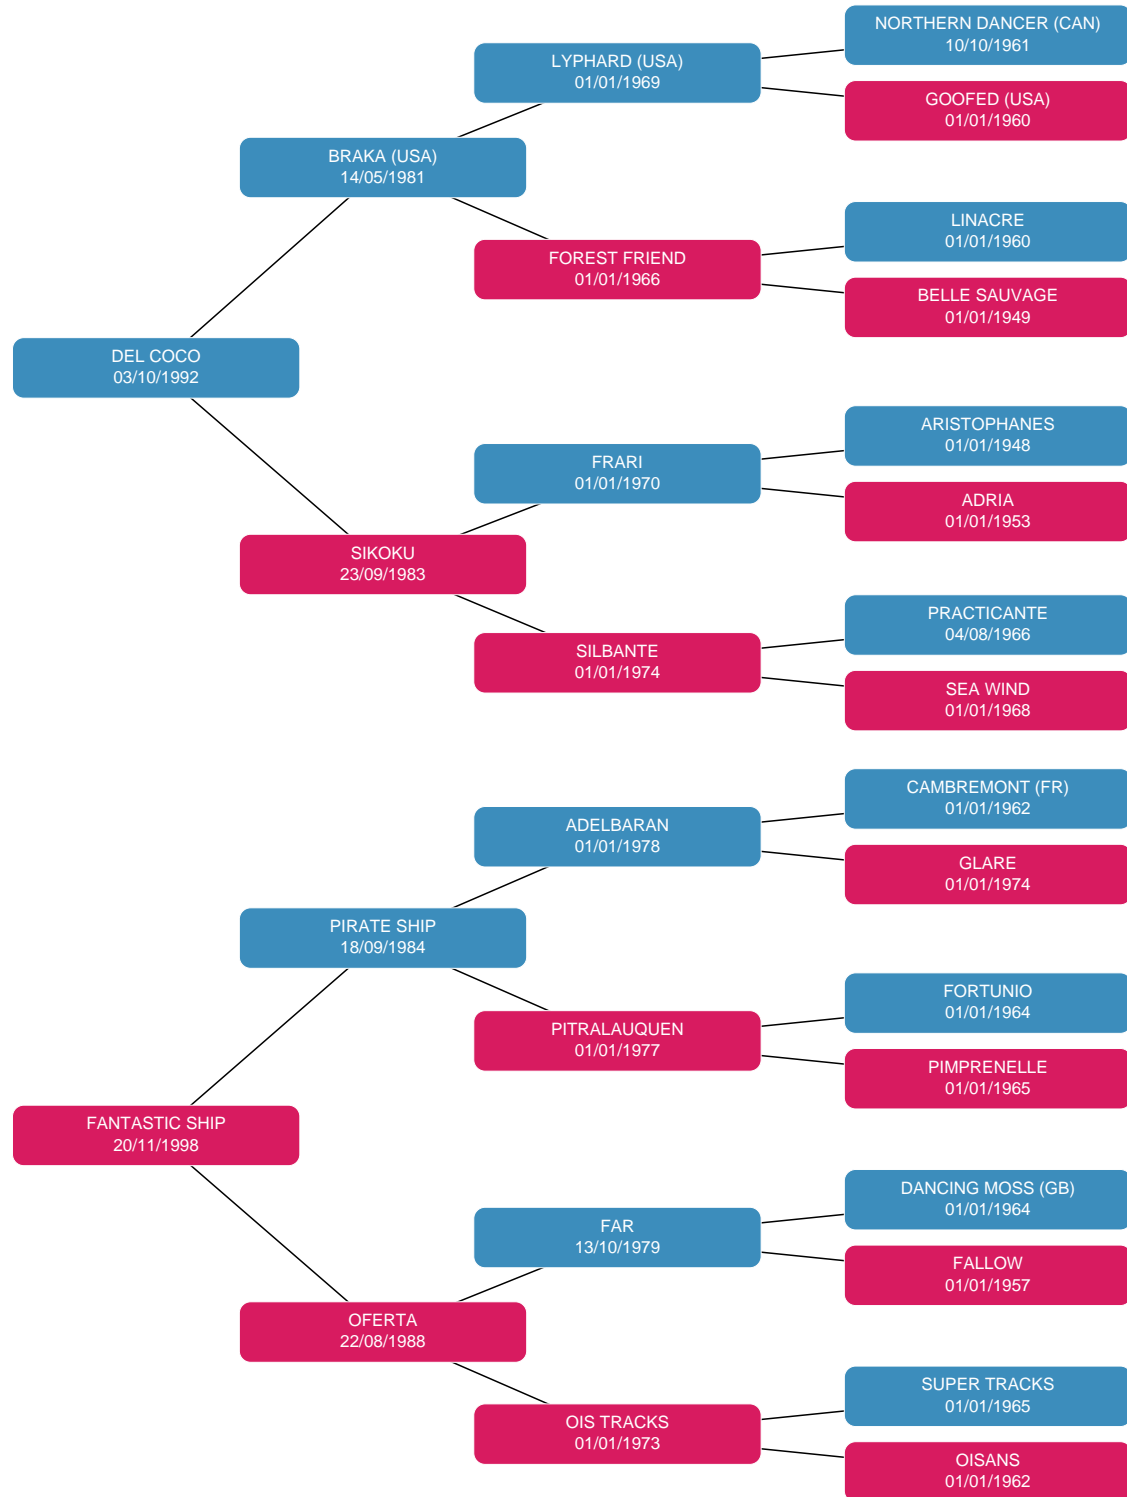 NORTHERN DANCER (CAN)
10/10/1961
LYPHARD (USA)
01/01/1969
GOOFED (USA)
01/01/1960
BRAKA (USA)
14/05/1981
LINACRE
01/01/1960
FOREST FRIEND
01/01/1966
BELLE SAUVAGE
01/01/1949
DEL COCO
03/10/1992
ARISTOPHANES
01/01/1948
FRARI
01/01/1970
ADRIA
01/01/1953
SIKOKU
23/09/1983
PRACTICANTE
04/08/1966
SILBANTE
01/01/1974
SEA WIND
01/01/1968
CAMBREMONT (FR)
01/01/1962
ADELBARAN
01/01/1978
GLARE
01/01/1974
PIRATE SHIP
18/09/1984
FORTUNIO
01/01/1964
PITRALAUQUEN
01/01/1977
PIMPRENELLE
01/01/1965
FANTASTIC SHIP
20/11/1998
DANCING MOSS (GB)
01/01/1964
FAR
13/10/1979
FALLOW
01/01/1957
OFERTA
22/08/1988
SUPER TRACKS
01/01/1965
OIS TRACKS
01/01/1973
OISANS
01/01/1962